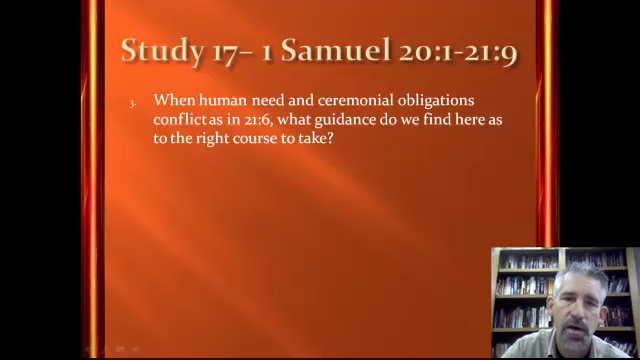 Study 17– 1 Samuel 20:1-21:9
3. When human need and ceremonial obligations
conflict as in 21:6, what guidance do we find here as
to the right course to take?